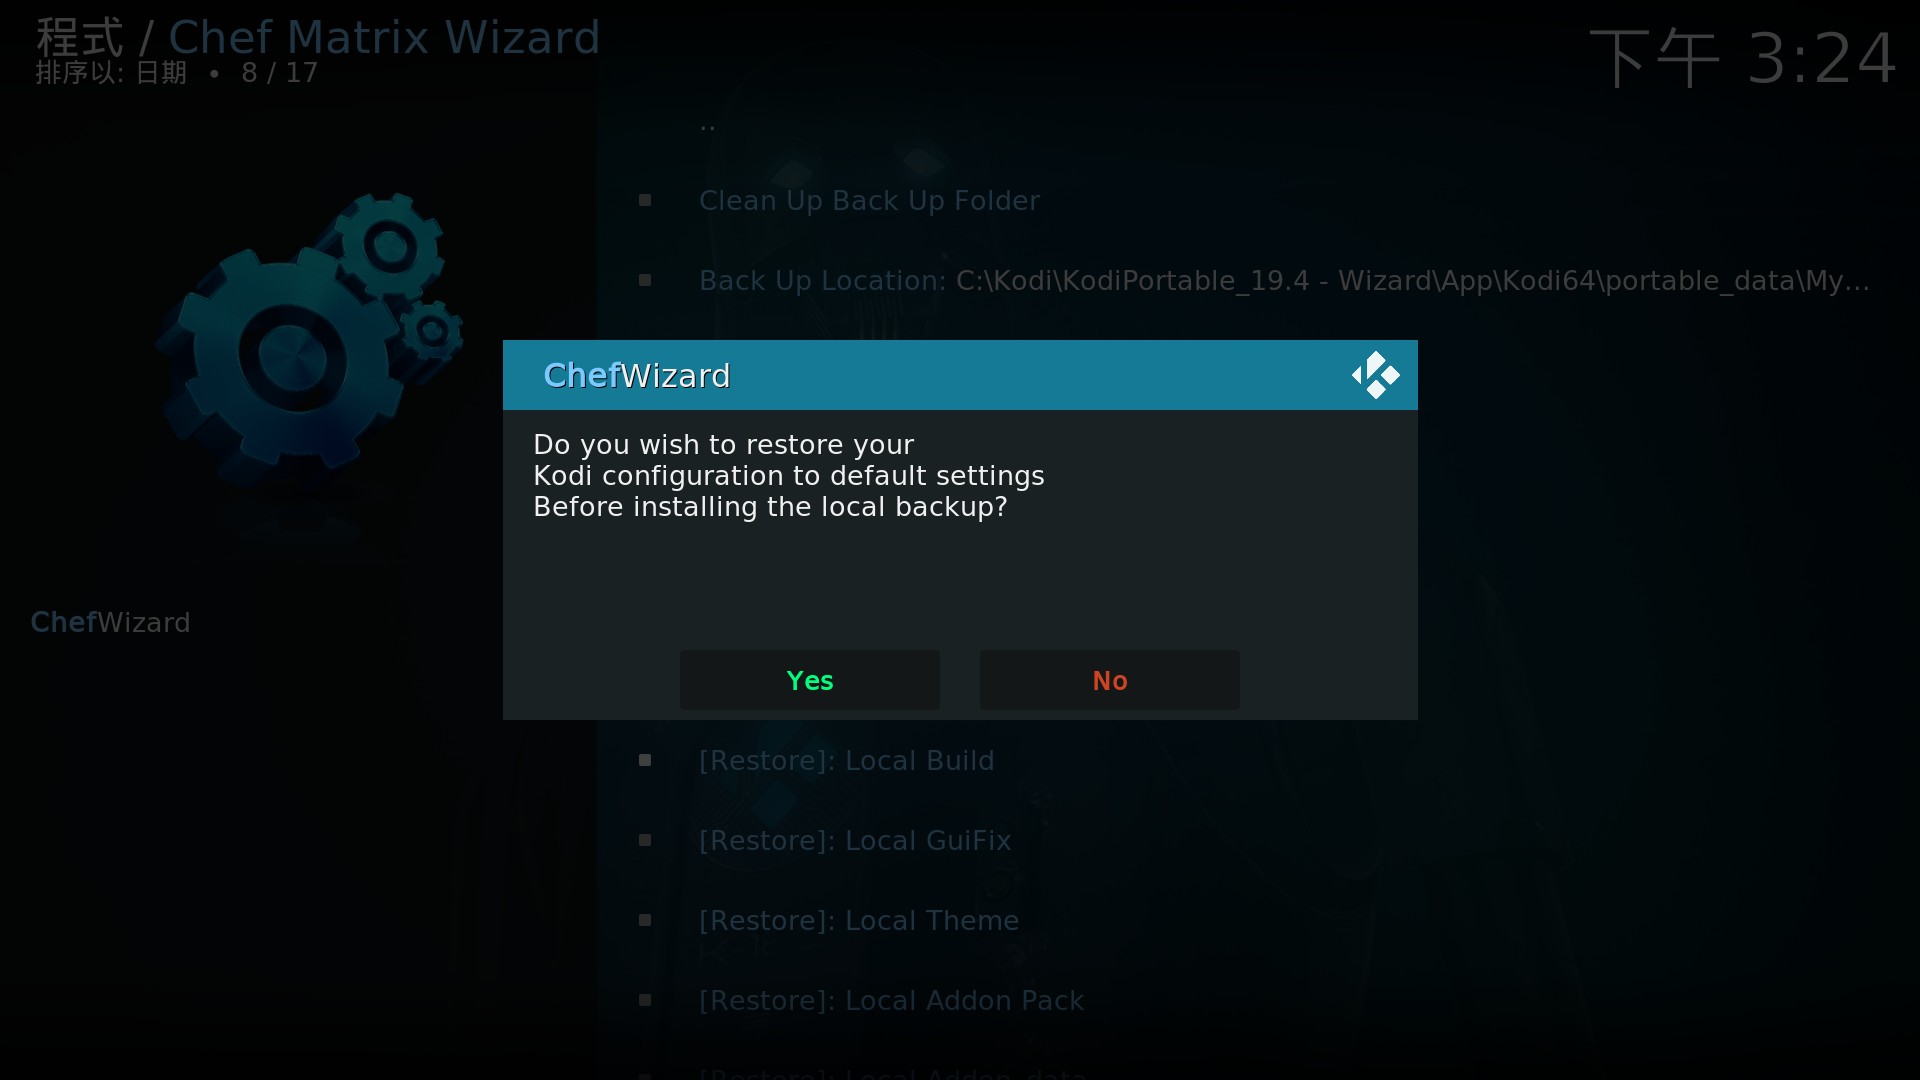 程式 / Chef Matrix Wizard
排序以: 日期 • 8 / 17
下午 3:24
..
Clean Up Back Up Folder
Back Up Location: C:\Kodi\KodiPortable_19.4 - Wizard\App\Kodi64\portable_data\My...
ChefWizard
Do you wish to restore your
Kodi configuration to default settings
Before installing the local backup?
Yes
No
ChefWizard
[Restore]: Local Build
[Restore]: Local GuiFix
[Restore]: Local Theme
[Restore]: Local Addon Pack
[Restore]: Local Addon_data